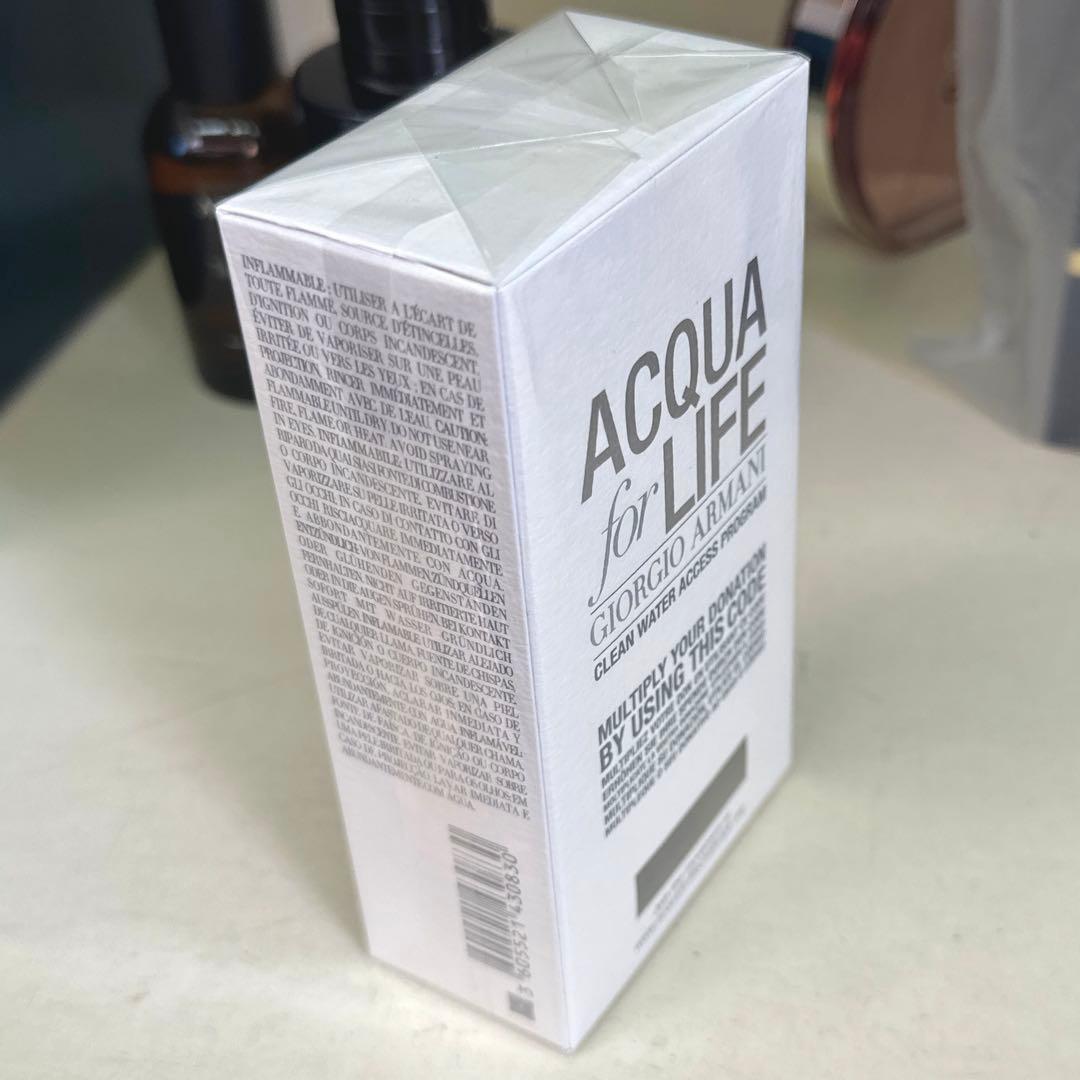 INFLAMMABLE : UTILISER A L'ÉCART DE
TOUTE FLAMME, SOURCE D'ÉTINCELLES,
D'IGNITION OU CORPS INCANDESCENT.
ÉVITER DE VAPORISER SUR UNE PEAU
IRRITÉE OU VERS LES YEUX ; EN CAS DE
PROJECTION, RINCER IMMÉDIATEMENT ET
ABONDAMMENT AVEC DE L'EAU. CAUTION:
FLAMMABLE UNTIL DRY. DO NOT USE NEAR
FIRE, FLAME OR HEAT. AVOID SPRAYING
IN EYES. INFIAMMABILE: UTILIZZARE AL
RIPARO DA QUALSIASI FONTE DI COMBUSTIONE
O CORPO INCANDESCENTE. EVITARE DI
VAPORIZZARE SU PELLE IRRITATA O VERSO
GLI OCCHI. IN CASO DI CONTATTO CON GLI
OCCHI RISCIACQUARE IMMEDIATAMENTE
E ABBONDANTEMENTE CON ACQUA.
ENTZÜNDLICH: VON FLAMMEN, ZÜNDQUELLEN
ODER GLÜHENDEN GEGENSTÄNDEN
FERNHALTEN. NICHT AUF IRRITIERTE HAUT
ODER IN DIE AUGEN SPRÜHEN. BEI KONTAKT
SOFORT MIT WASSER GRÜNDLICH
AUSSPÜLEN. INFLAMABLE: UTILIZAR ALEJADO
DE CUALQUIER LLAMA, FUENTE DE CHISPAS,
E IGNICIÓN O CUERPO INCANDESCENTE.
EVITAR VAPORIZAR SOBRE UNA PIEL
IRRITADA O HACIA LOS OJOS; EN CASO DE
PROYECCIÓN, ACLARAR INMEDIATA Y
ABUNDANTEMENTE CON AGUA. INFLAMÁVEL:
UTILIZAR AFASTADO DE QUALQUER CHAMA,
FONTE DE FAÍSCA, DE IGNIÇÃO OU CORPO
INCANDESCENTE. EVITAR VAPORIZAR SOBRE
UMA PELE IRRITADA OU PARA OS OLHOS; EM
CASO DE PROJECÇÃO, LAVAR IMEDIATA E
ABUNDANTEMENTE COM ÁGUA.
3 605521 430830
ACQUA
for LIFE
GIORGIO ARMANI
CLEAN WATER ACCESS PROGRAM
MULTIPLY YOUR DONATION
BY USING THIS CODE
MULTIPLIEZ VOTRE DON